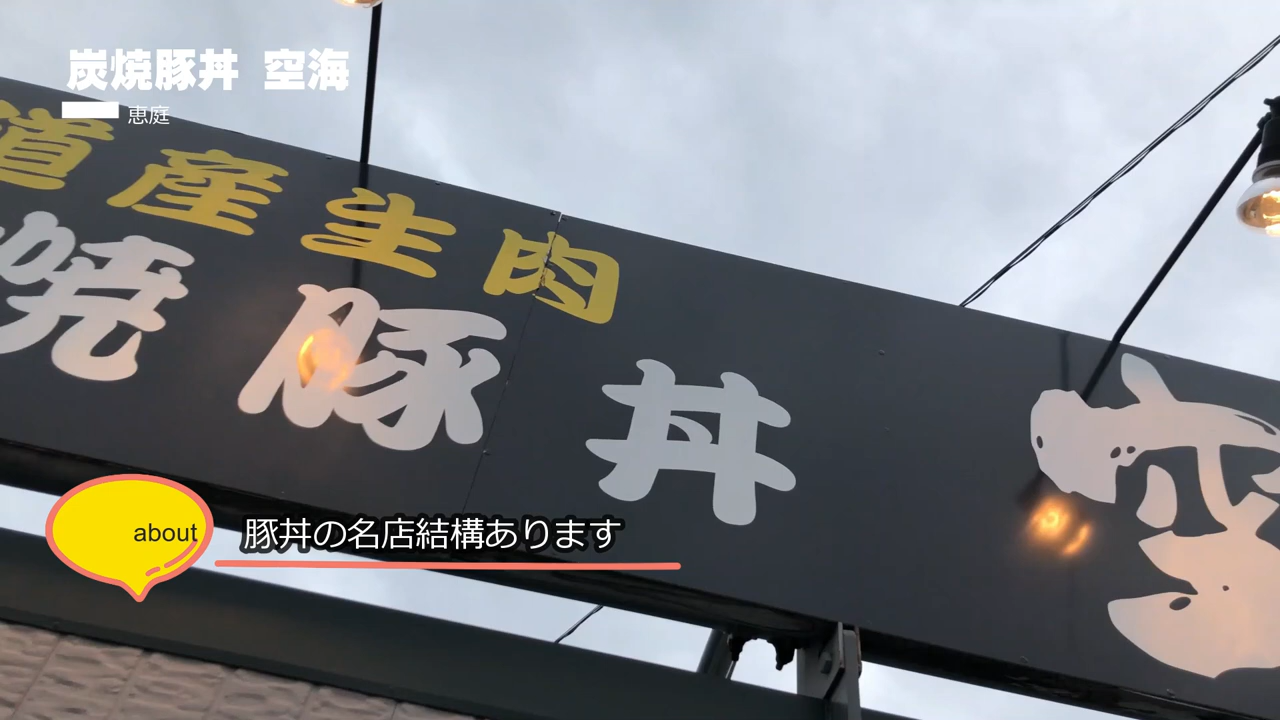 炭焼豚丼 空海
恵庭
道産生肉
焼豚丼 空
about
豚丼の名店結構あります